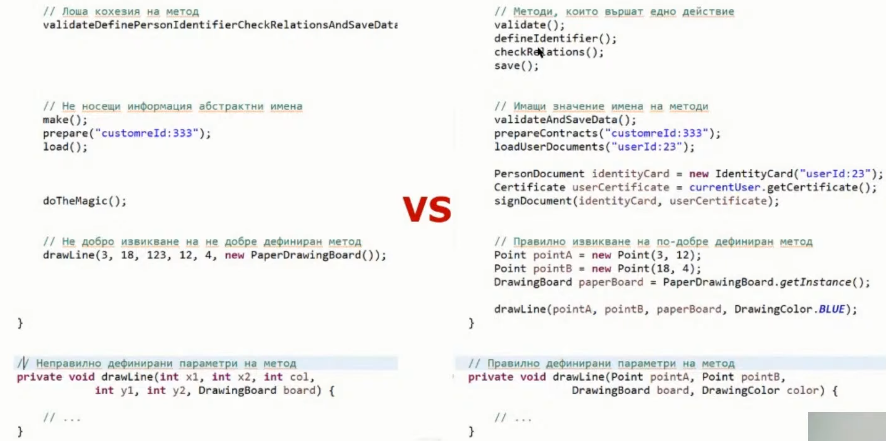 // Лоша кохезия на метод
validateDefinePersonIdentifierCheckRelationsAndSaveData
// Не носещи информация абстрактни имена
make();
prepare("customreId:333");
load();
doTheMagic();
// Не добро извикване на не добре дефиниран метод
drawLine(3, 18, 123, 12, 4, new PaperDrawingBoard());
}
// Неправилно дефинирани параметри на метод
private void drawLine(int x1, int x2, int col,
int y1, int y2, DrawingBoard board) {
// ...
}
VS
// Методи, които вършат едно действие
validate();
defineIdentifier();
checkRelations();
save();
// Имащи значение имена на методи
validateAndSaveData();
prepareContracts("customreId:333");
loadUserDocuments("userId:23");
PersonDocument identityCard = new IdentityCard("userId:23");
Certificate userCertificate = currentUser.getCertificate();
signDocument(identityCard, userCertificate);
// Правилно извикване на по-добре дефиниран метод
Point pointA = new Point(3, 12);
Point pointB = new Point(18, 4);
DrawingBoard paperBoard = PaperDrawingBoard.getInstance();
drawLine(pointA, pointB, paperBoard, DrawingColor.BLUE);
}
// Правилно дефинирани параметри на метод
private void drawLine(Point pointA, Point pointB,
DrawingBoard board, DrawingColor color) {
// ...
}